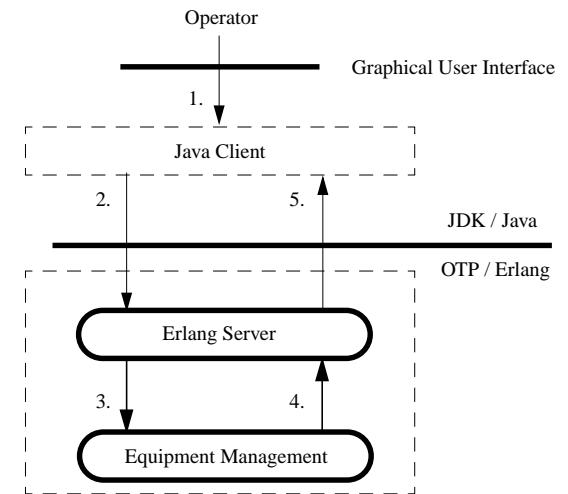 Operator
Graphical User Interface
1.
Java Client
2.
5.
JDK / Java
OTP / Erlang
Erlang Server
3.
4.
Equipment Management